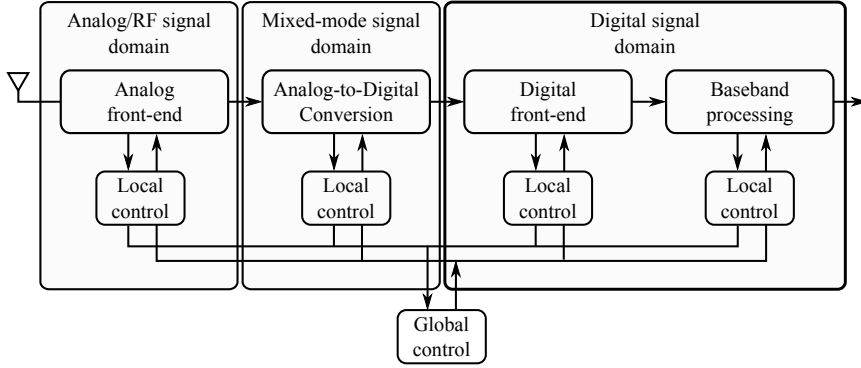 Analog/RF signal
domain
Mixed-mode signal
domain
Digital signal
domain
Analog
front-end
Analog-to-Digital
Conversion
Digital
front-end
Baseband
processing
Local
control
Local
control
Local
control
Local
control
Global
control